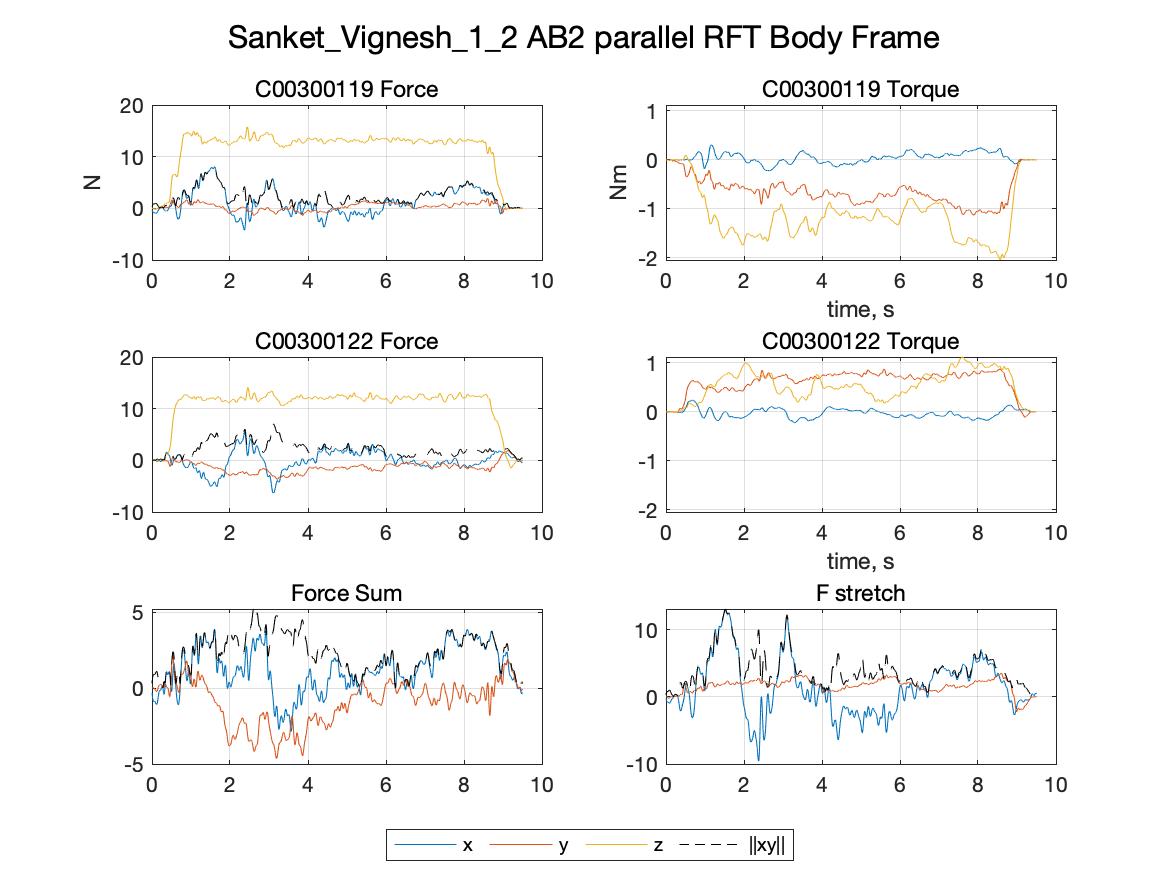 Sanket_Vignesh_1_2 AB2 parallel RFT Body Frame
C00300119 Force
20
10
0
-10
N
0 2 4 6 8 10
C00300119 Torque
1
0
-1
-2
Nm
0 2 4 6 8 10
time, s
C00300122 Force
20
10
0
-10
0 2 4 6 8 10
C00300122 Torque
1
0
-1
-2
0 2 4 6 8 10
time, s
Force Sum
5
0
-5
0 2 4 6 8 10
F stretch
10
0
-10
0 2 4 6 8 10
x y z ||xy||